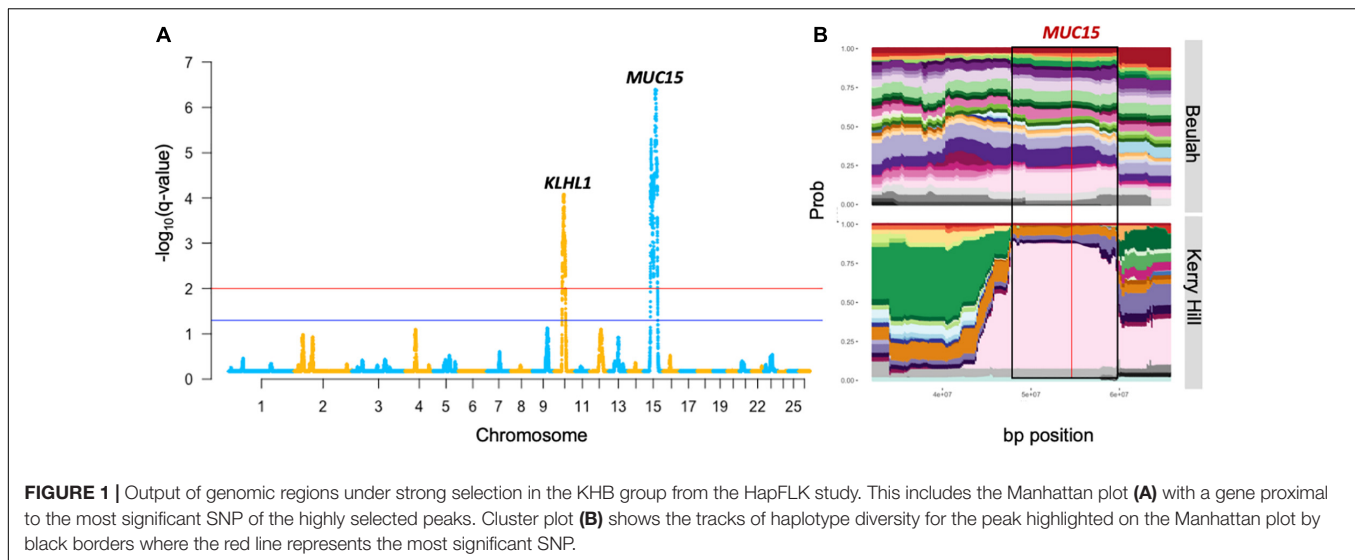 A
-log10(q-value)
7
6
5
4
3
2
1
0
KLHL1
MUC15
1 2 3 4 5 6 7 8 9 11 13 15 17 19 22 25
Chromosome
B
MUC15
Prob
1.00
0.75
0.50
0.25
0.00
Beulah
1.00
0.75
0.50
0.25
0.00
Kerry Hill
4e+07 5e+07 6e+07
bp position
FIGURE 1 | Output of genomic regions under strong selection in the KHB group from the HapFLK study. This includes the Manhattan plot (A) with a gene proximal
to the most significant SNP of the highly selected peaks. Cluster plot (B) shows the tracks of haplotype diversity for the peak highlighted on the Manhattan plot by
black borders where the red line represents the most significant SNP.